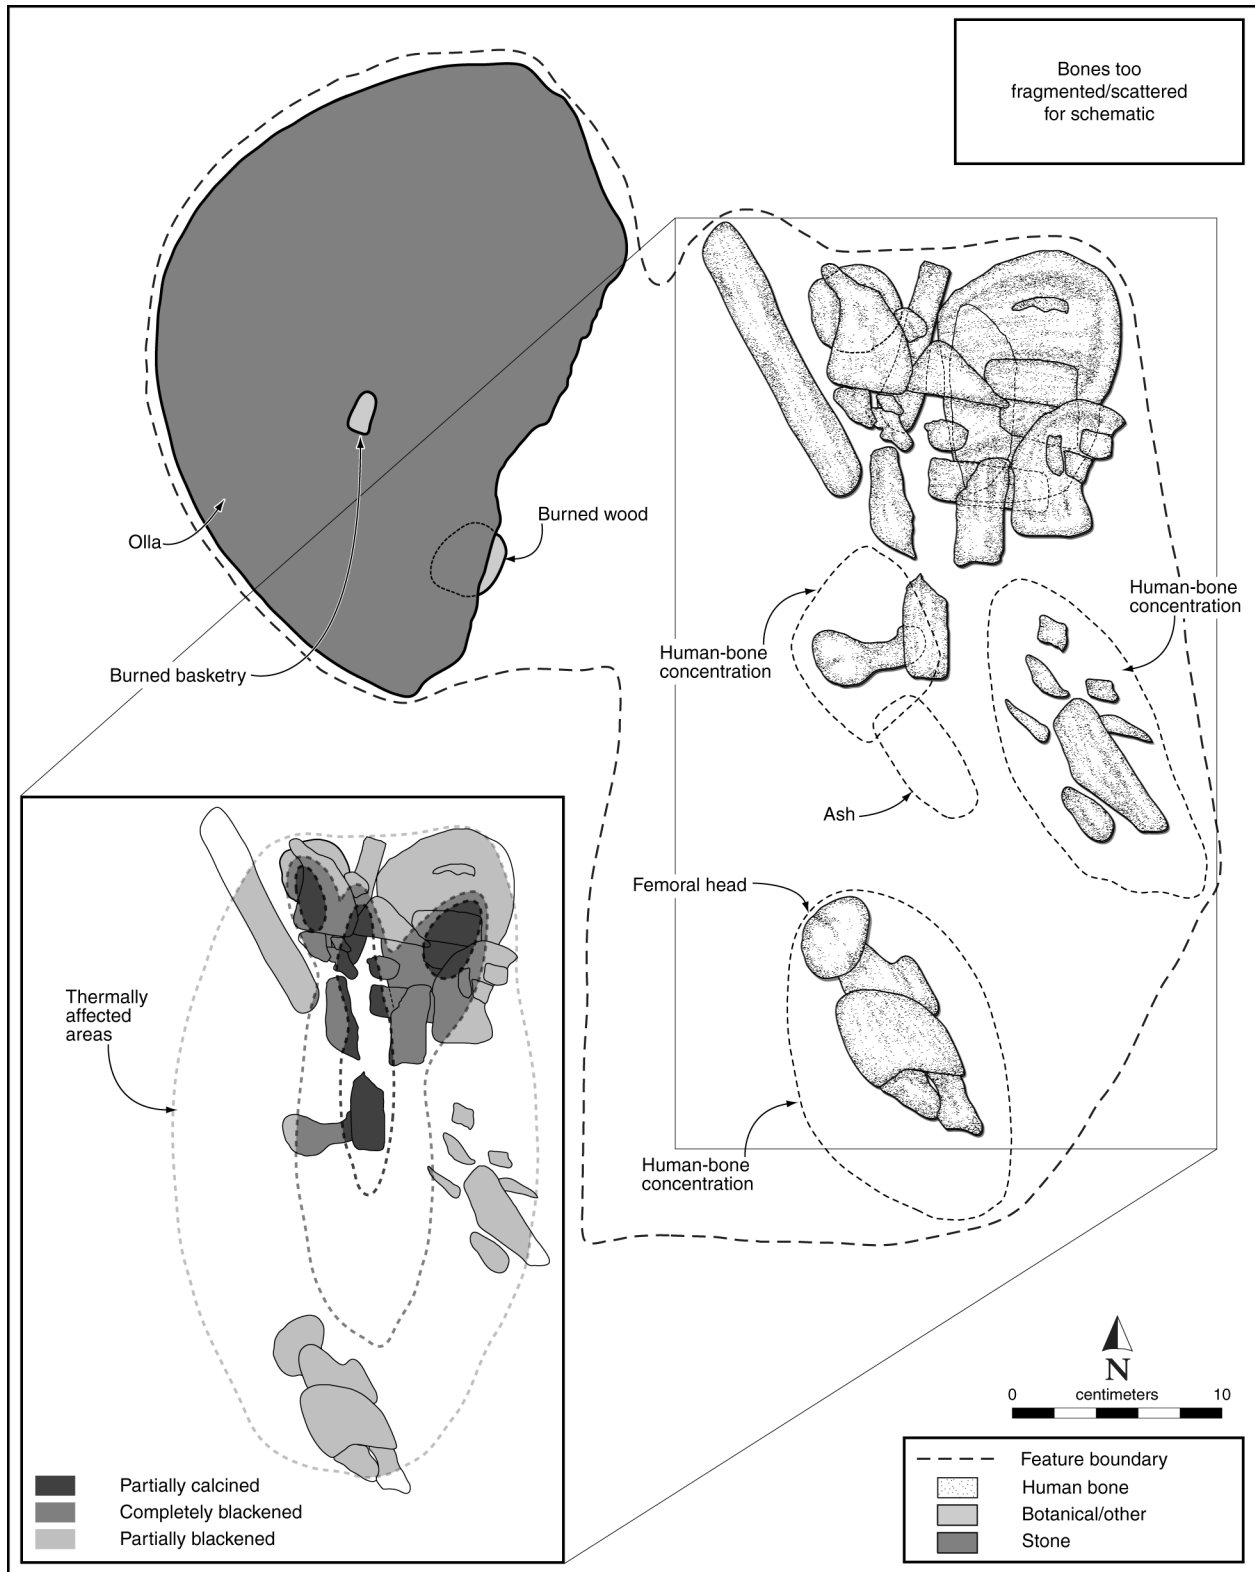 Bones too
fragmented/scattered
for schematic
Burned wood
Olla
Human-bone
concentration
Human-bone
concentration
Burned basketry
Ash
Femoral head
Thermally
affected
areas
Human-bone
concentration
N
0 centimeters 10
Feature boundary
Human bone
Botanical/other
Stone
Partially calcined
Completely blackened
Partially blackened